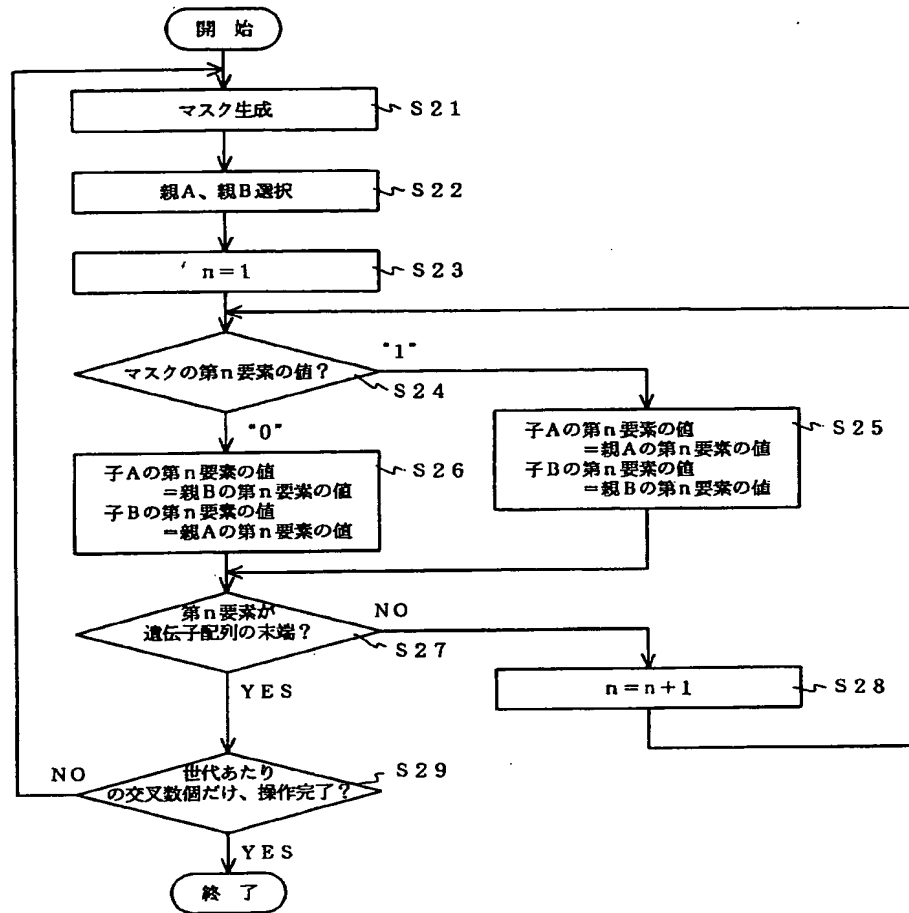 開 始
マスク生成
S21
親A、親B選択
S22
n=1
S23
マスクの第n要素の値?
"1"
S24
"0"
子Aの第n要素の値
=親Aの第n要素の値
子Bの第n要素の値
=親Bの第n要素の値
S25
子Aの第n要素の値
=親Bの第n要素の値
子Bの第n要素の値
=親Aの第n要素の値
S26
第n要素が
遺伝子配列の末端?
NO
S27
YES
n=n+1
S28
世代あたり
の交叉数個だけ、操作完了?
NO
S29
YES
終 了